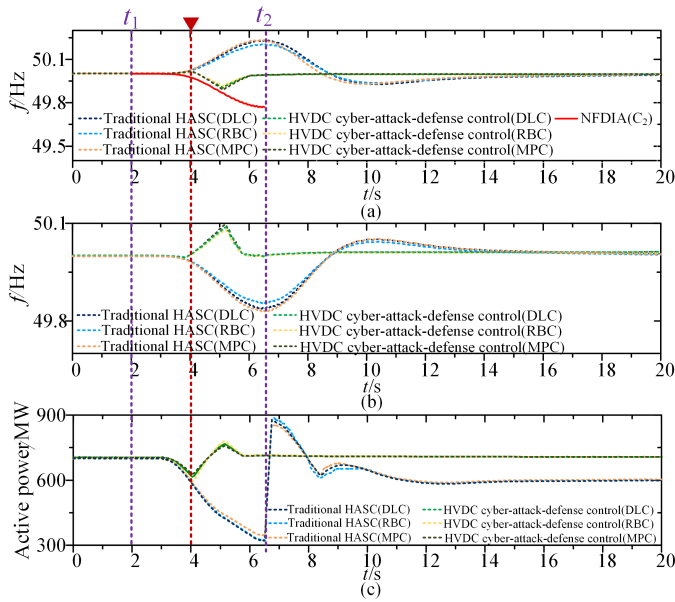 t1 t2
50.1
49.8
49.5
f/Hz
Traditional HASC(DLC) HVDC cyber-attack-defense control(DLC) NFDIA(C2)
Traditional HASC(RBC) HVDC cyber-attack-defense control(RBC)
Traditional HASC(MPC) HVDC cyber-attack-defense control(MPC)
0 2 4 6 8 10 12 14 16 18 20
t/s
(a)
50.1
49.8
f/Hz
Traditional HASC(DLC) HVDC cyber-attack-defense control(DLC)
Traditional HASC(RBC) HVDC cyber-attack-defense control(RBC)
Traditional HASC(MPC) HVDC cyber-attack-defense control(MPC)
0 2 4 6 8 10 12 14 16 18 20
t/s
(b)
900
600
300
Active power/MW
Traditional HASC(DLC) HVDC cyber-attack-defense control(DLC)
Traditional HASC(RBC) HVDC cyber-attack-defense control(RBC)
Traditional HASC(MPC) HVDC cyber-attack-defense control(MPC)
0 2 4 6 8 10 12 14 16 18 20
t/s
(c)